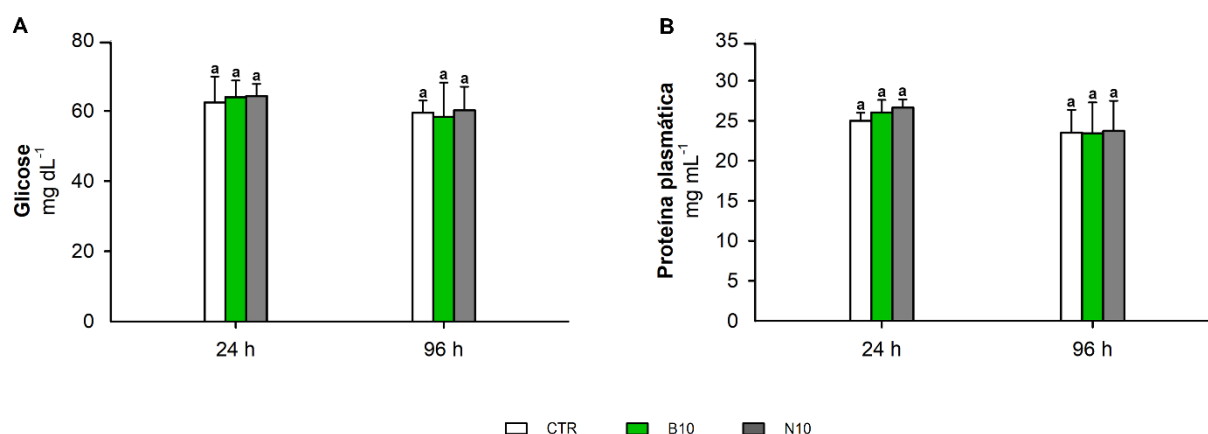 A
Glicose
mg dL⁻¹
80
60
40
20
0
a a a
a a a
24 h 96 h
B
Proteína plasmática
mg mL⁻¹
35
30
25
20
15
10
5
0
a a a
a a a
24 h 96 h
CTR B10 N10